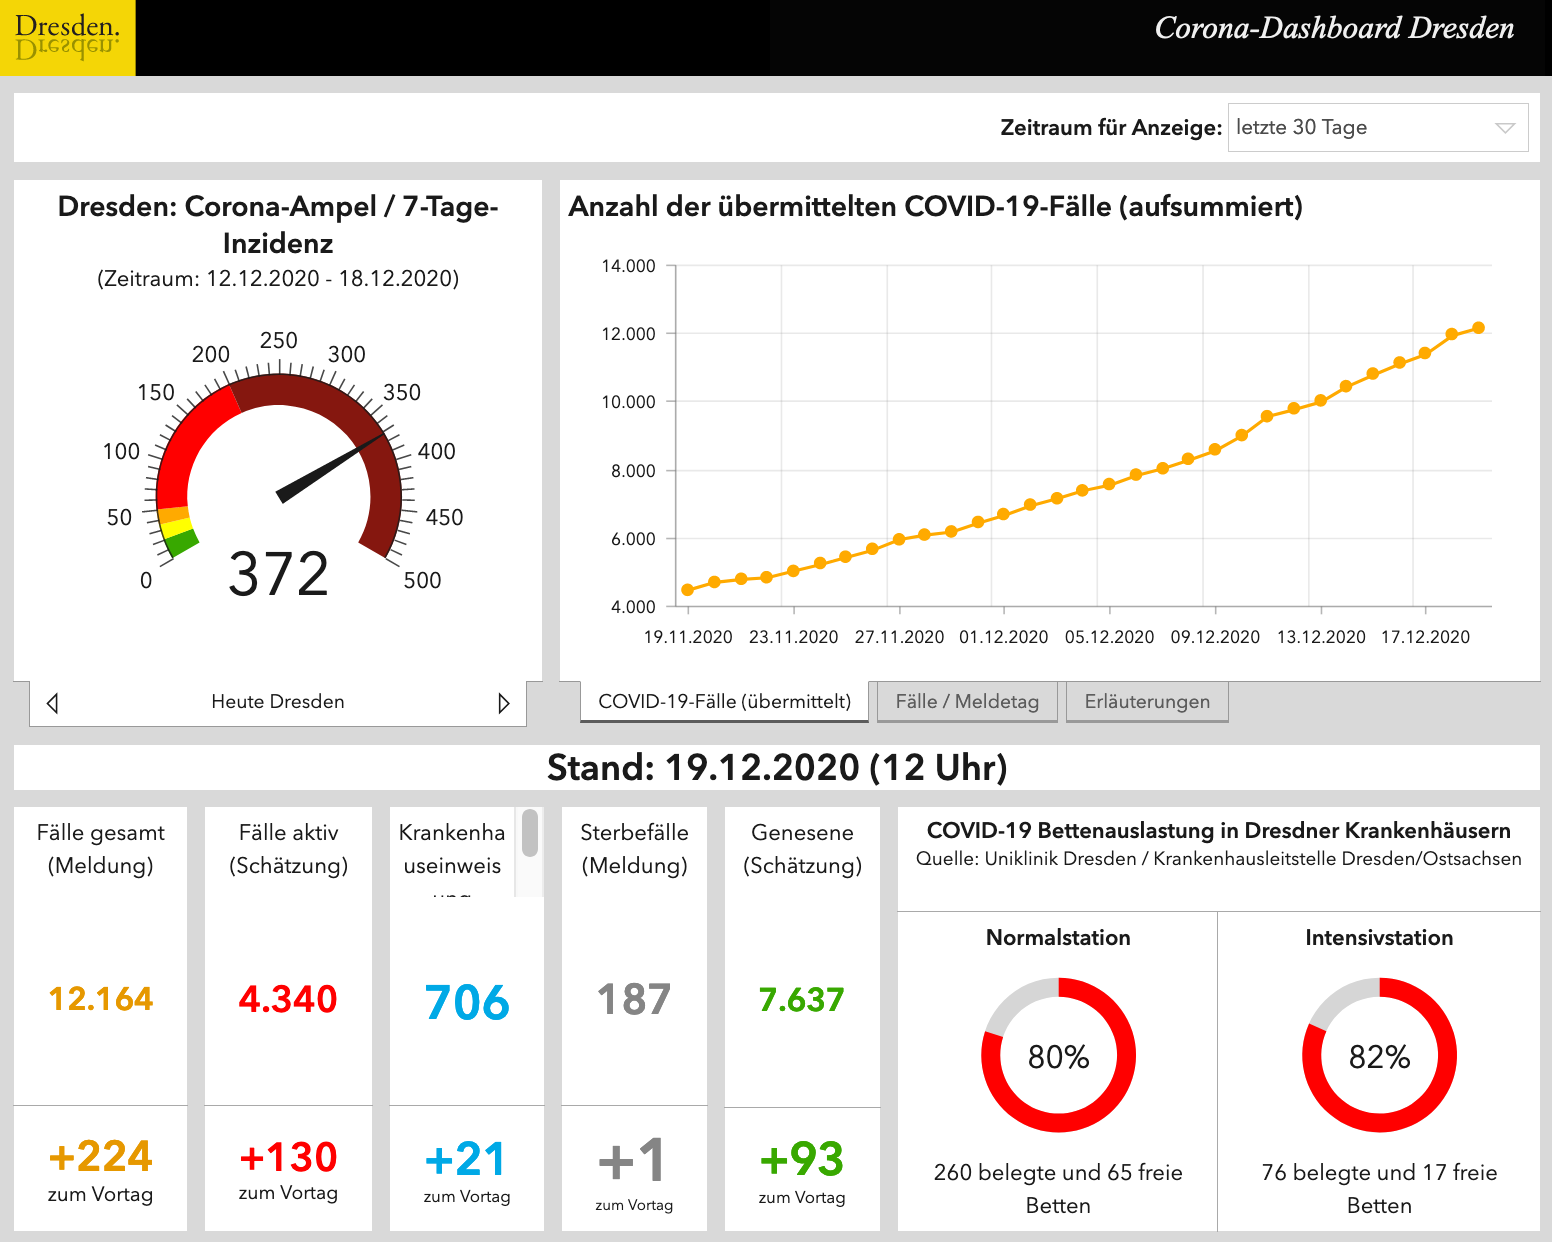 Dresden.
Corona-Dashboard Dresden
Zeitraum für Anzeige: letzte 30 Tage
Dresden: Corona-Ampel / 7-Tage-
Inzidenz
(Zeitraum: 12.12.2020 - 18.12.2020)
0
50
100
150
200
250
300
350
400
450
500
372
Heute Dresden
Anzahl der übermittelten COVID-19-Fälle (aufsummiert)
14.000
12.000
10.000
8.000
6.000
4.000
19.11.2020 23.11.2020 27.11.2020 01.12.2020 05.12.2020 09.12.2020 13.12.2020 17.12.2020
COVID-19-Fälle (übermittelt) Fälle / Meldetag Erläuterungen
Stand: 19.12.2020 (12 Uhr)
Fälle gesamt
(Meldung)
12.164
+224
zum Vortag
Fälle aktiv
(Schätzung)
4.340
+130
zum Vortag
Krankenha
useinweis
ung
706
+21
zum Vortag
Sterbefälle
(Meldung)
187
+1
zum Vortag
Genesene
(Schätzung)
7.637
+93
zum Vortag
COVID-19 Bettenauslastung in Dresdner Krankenhäusern
Quelle: Uniklinik Dresden / Krankenhausleitstelle Dresden/Ostsachsen
Normalstation
80%
260 belegte und 65 freie
Betten
Intensivstation
82%
76 belegte und 17 freie
Betten